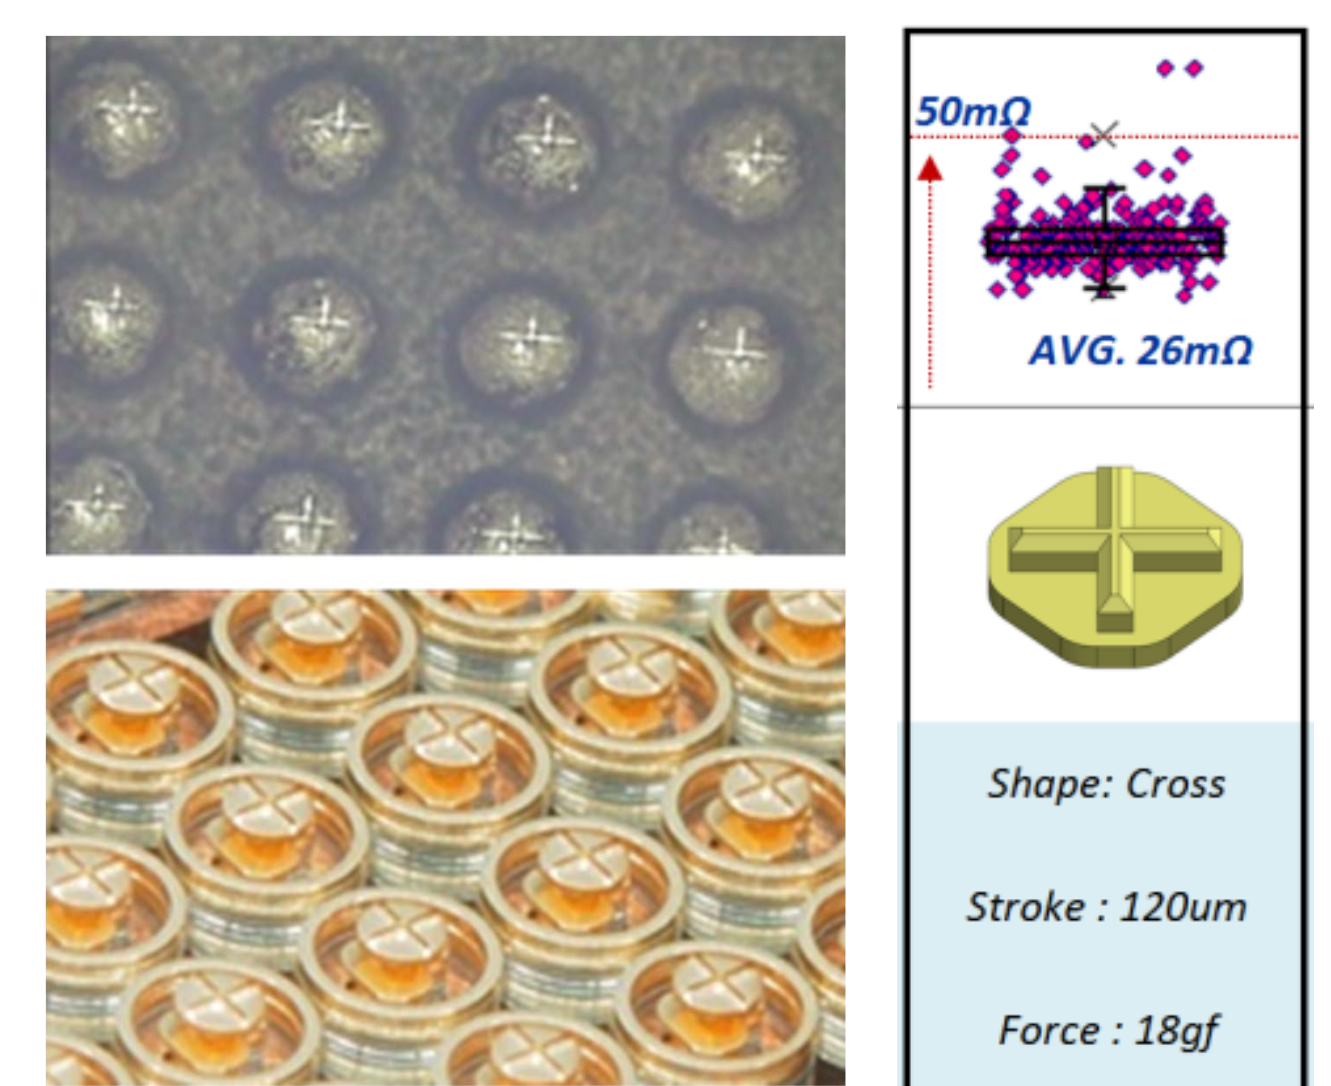 50mΩ
AVG. 26mΩ
Shape: Cross
Stroke : 120um
Force : 18gf